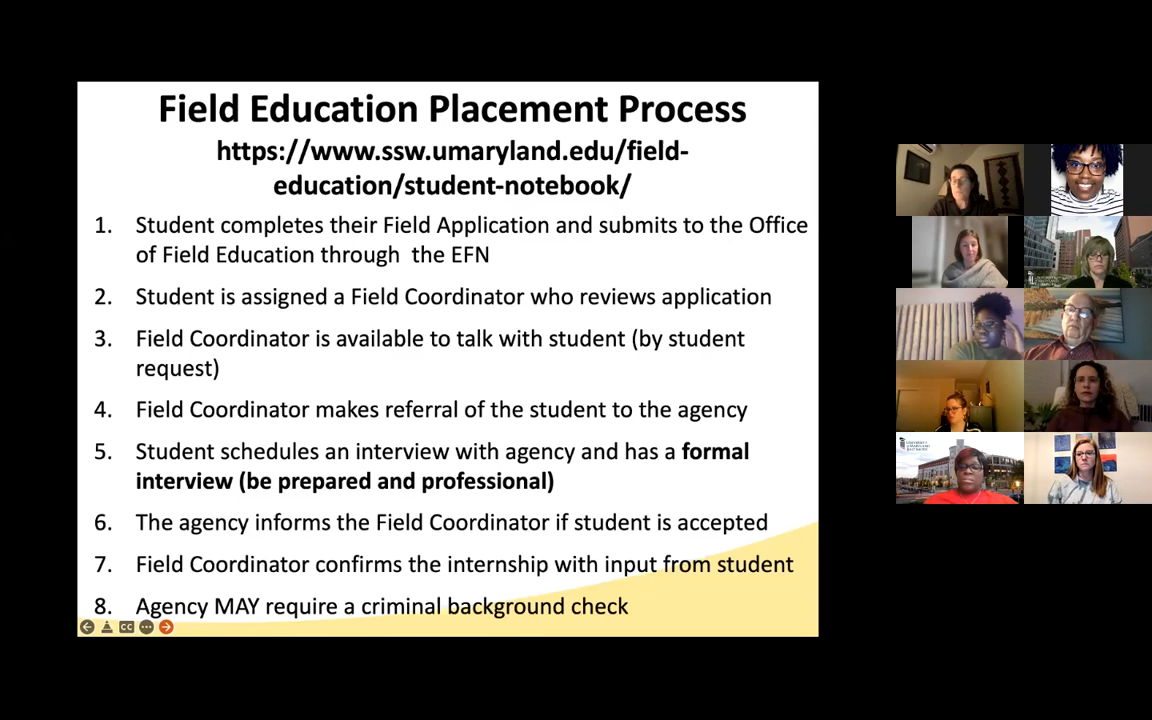 Field Education Placement Process
https://www.ssw.umaryland.edu/field-
education/student-notebook/
1. Student completes their Field Application and submits to the Office
of Field Education through the EFN
2. Student is assigned a Field Coordinator who reviews application
3. Field Coordinator is available to talk with student (by student
request)
4. Field Coordinator makes referral of the student to the agency
5. Student schedules an interview with agency and has a formal
interview (be prepared and professional)
6. The agency informs the Field Coordinator if student is accepted
7. Field Coordinator confirms the internship with input from student
8. Agency MAY require a criminal background check
CC